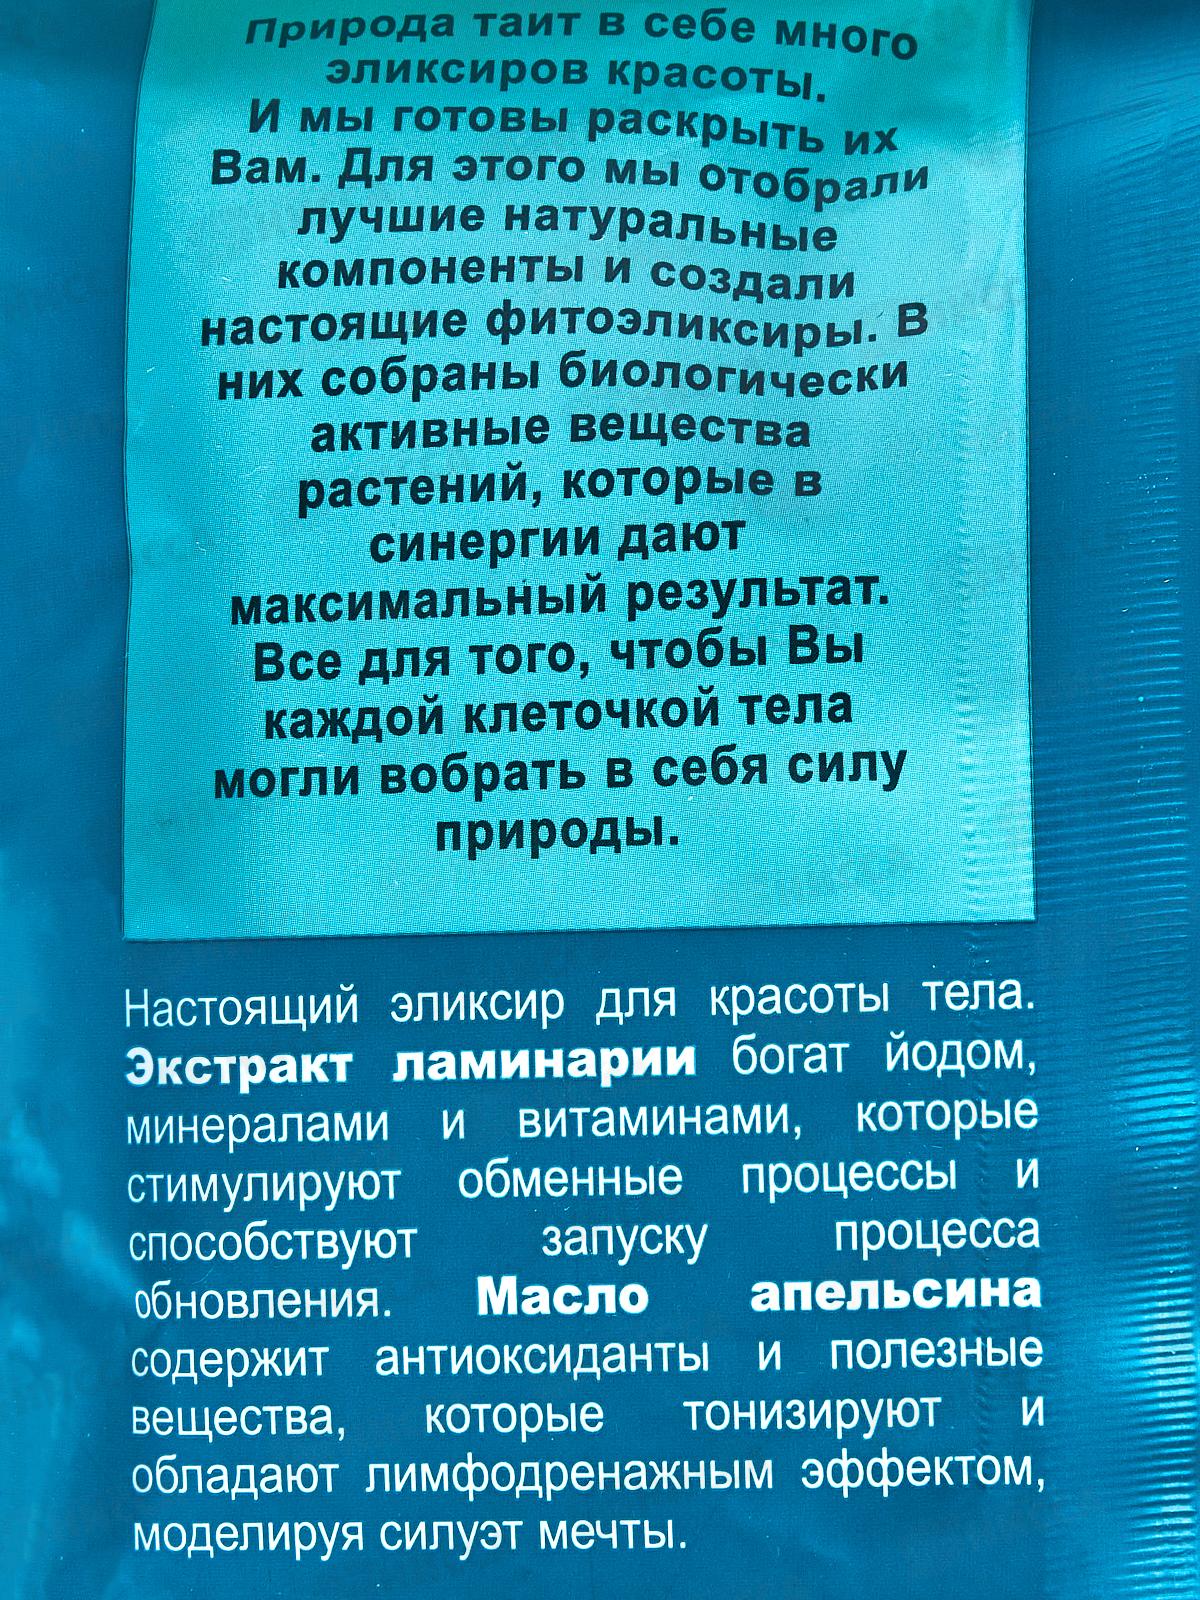 Природа таит в себе много
эликсиров красоты.
И мы готовы раскрыть их
Вам. Для этого мы отобрали
лучшие натуральные
компоненты и создали
настоящие фитоэликсиры. В
них собраны биологически
активные вещества
растений, которые в
синергии дают
максимальный результат.
Все для того, чтобы Вы
каждой клеточкой тела
могли вобрать в себя силу
природы.
Настоящий эликсир для красоты тела.
Экстракт ламинарии богат йодом,
минералами и витаминами, которые
стимулируют обменные процессы и
способствуют запуску процесса
обновления. Масло апельсина
содержит антиоксиданты и полезные
вещества, которые тонизируют и
обладают лимфодренажным эффектом,
моделируя силуэт мечты.